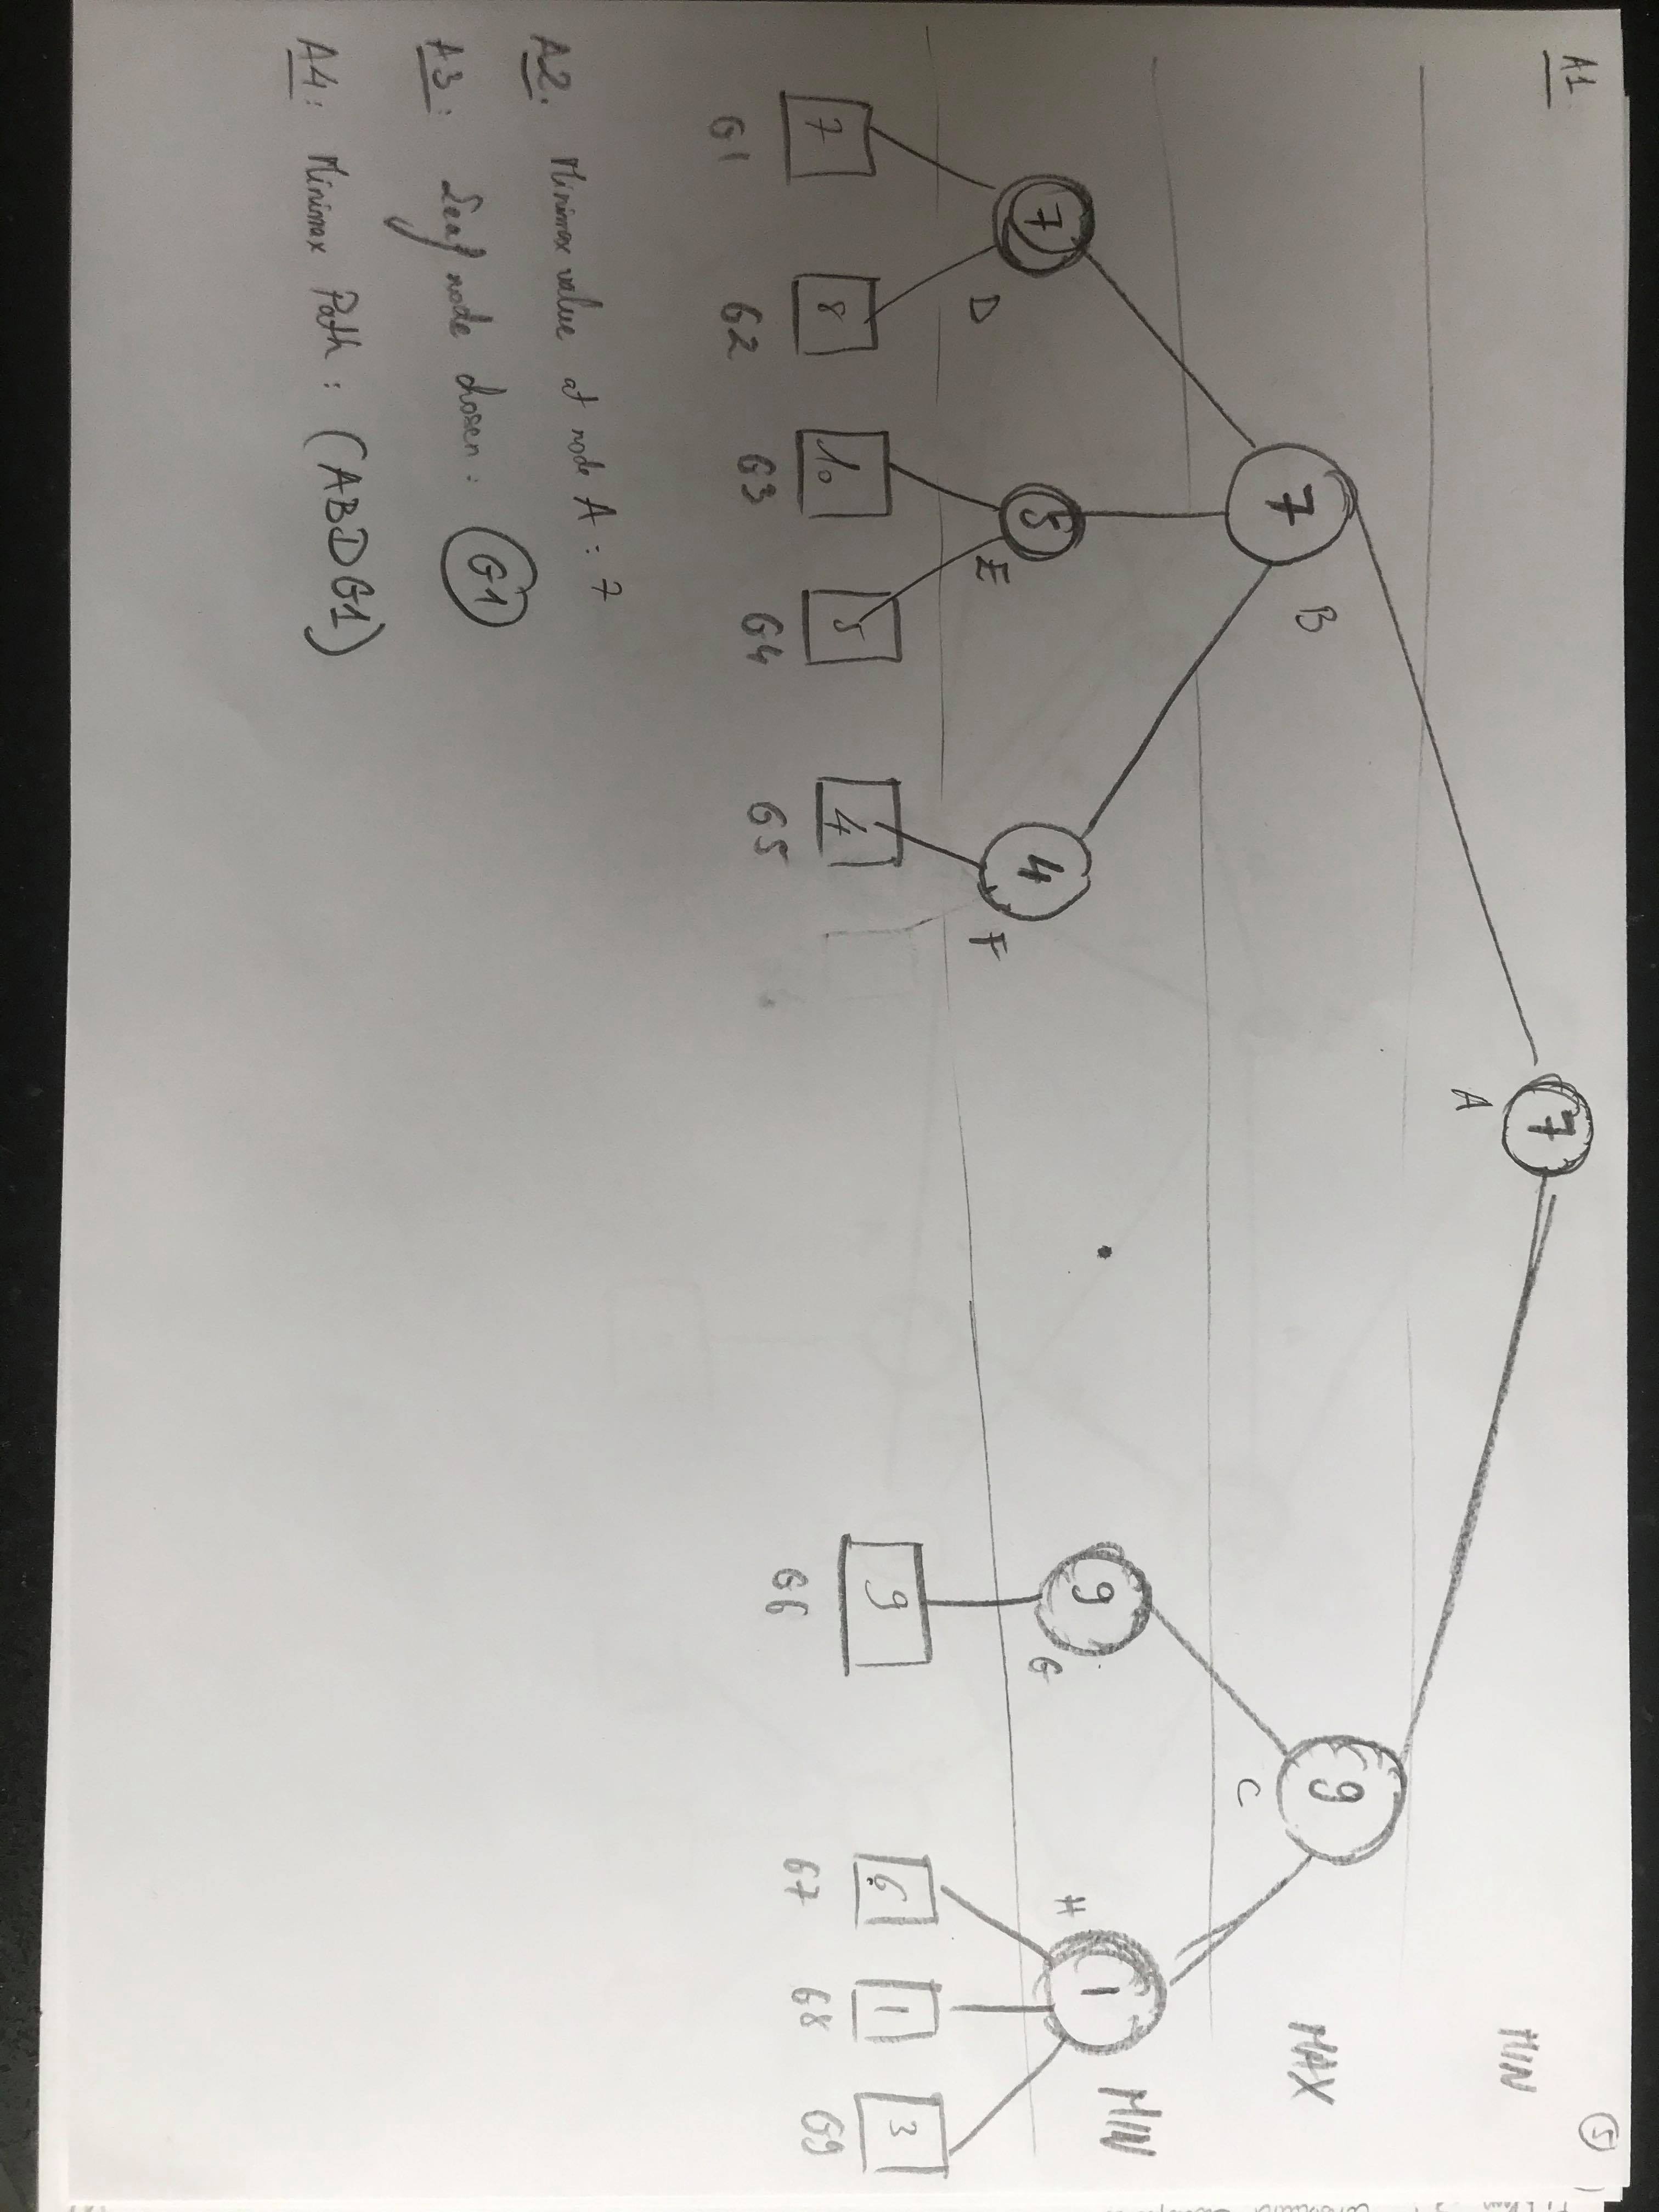 A1.
5
MIN
7
A
MAX
7
B
9
C
MIN
7
D
5
E
4
F
9
G
1
H
7
8
10
5
4
9
6
1
3
G1
G2
G3
G4
G5
G6
G7
G8
G9
A2. Minimax value at node A: 7
A3: Leaf node chosen: G1
A4: Minimax Path: (ABDG1)